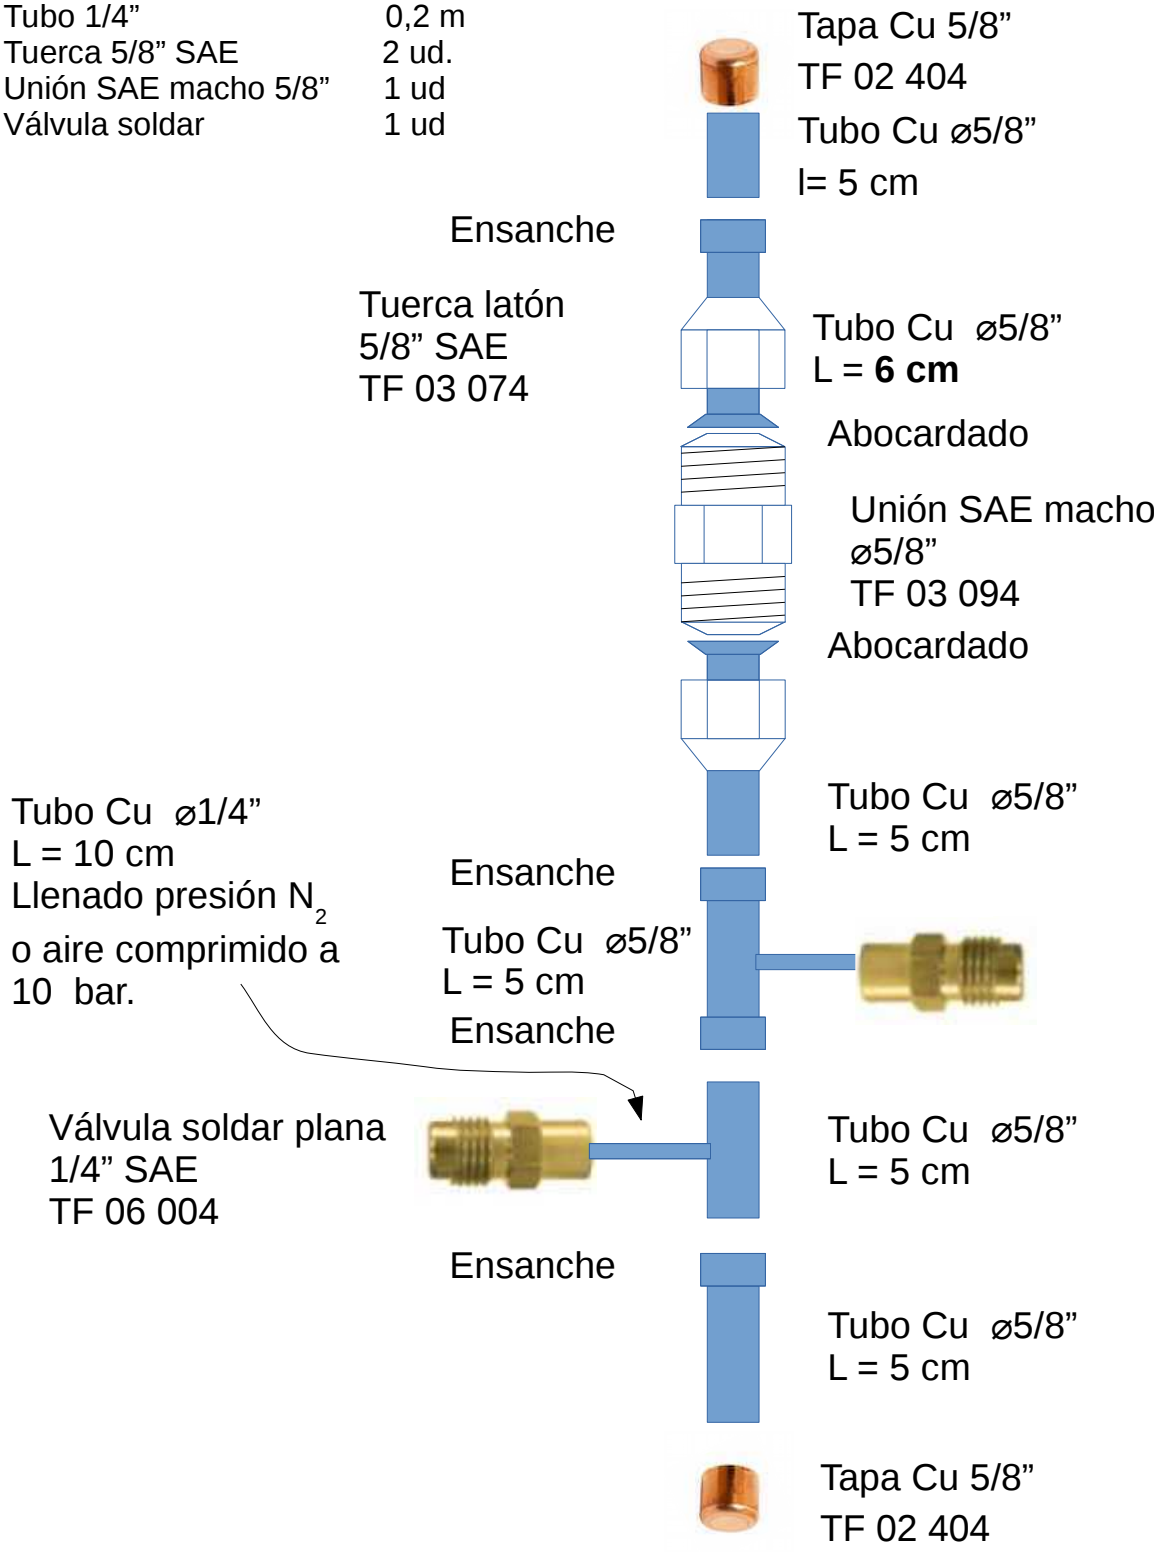 Tubo 1/4” 0,2 m
Tuerca 5/8” SAE 2 ud.
Unión SAE macho 5/8” 1 ud
Válvula soldar 1 ud
Tapa Cu 5/8”
TF 02 404
Tubo Cu ⌀5/8”
l= 5 cm
Ensanche
Tuerca latón
5/8” SAE
TF 03 074
Tubo Cu ⌀5/8”
L = 6 cm
Abocardado
Unión SAE macho
⌀5/8”
TF 03 094
Abocardado
Tubo Cu ⌀5/8”
L = 5 cm
Tubo Cu ⌀1/4”
L = 10 cm
Llenado presión N2
o aire comprimido a
10 bar.
Ensanche
Tubo Cu ⌀5/8”
L = 5 cm
Ensanche
Válvula soldar plana
1/4” SAE
TF 06 004
Tubo Cu ⌀5/8”
L = 5 cm
Ensanche
Tubo Cu ⌀5/8”
L = 5 cm
Tapa Cu 5/8”
TF 02 404